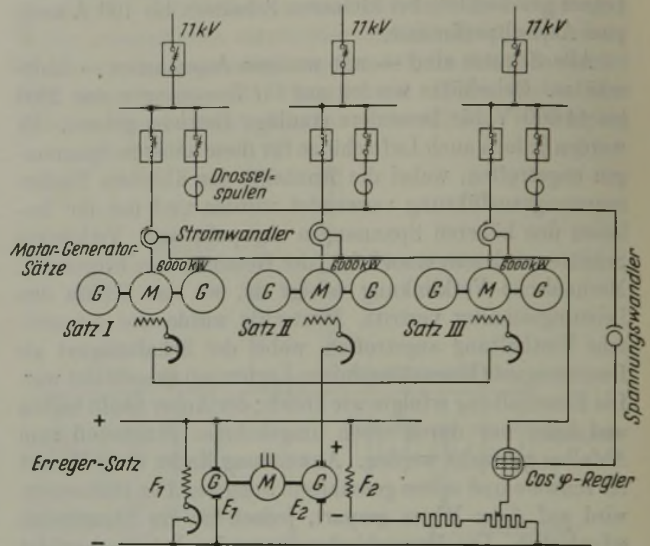 11kV 11kV 11kV
Drossel=
spulen
Stromwandler
Motor-Generator-
Sätze
6000kW 6000kW 6000kW
G M G G M G G M G
Satz I Satz II Satz III
Spannungswandler
+
+
Erreger-Satz F₁ G M G F₂ Cos φ-Regler
E₁ E₂
–
–